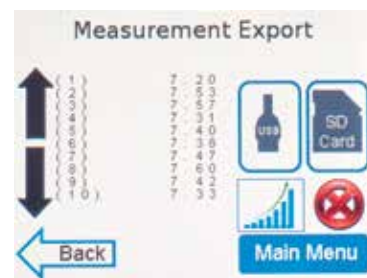 Measurement Export
(1) 7.20
(2) 7.53
(3) 7.57
(4) 7.31
(5) 7.40
(6) 7.38
(7) 7.47
(8) 7.60
(9) 7.42
(10) 7.33
USB
SD
Card
Back
Main Menu